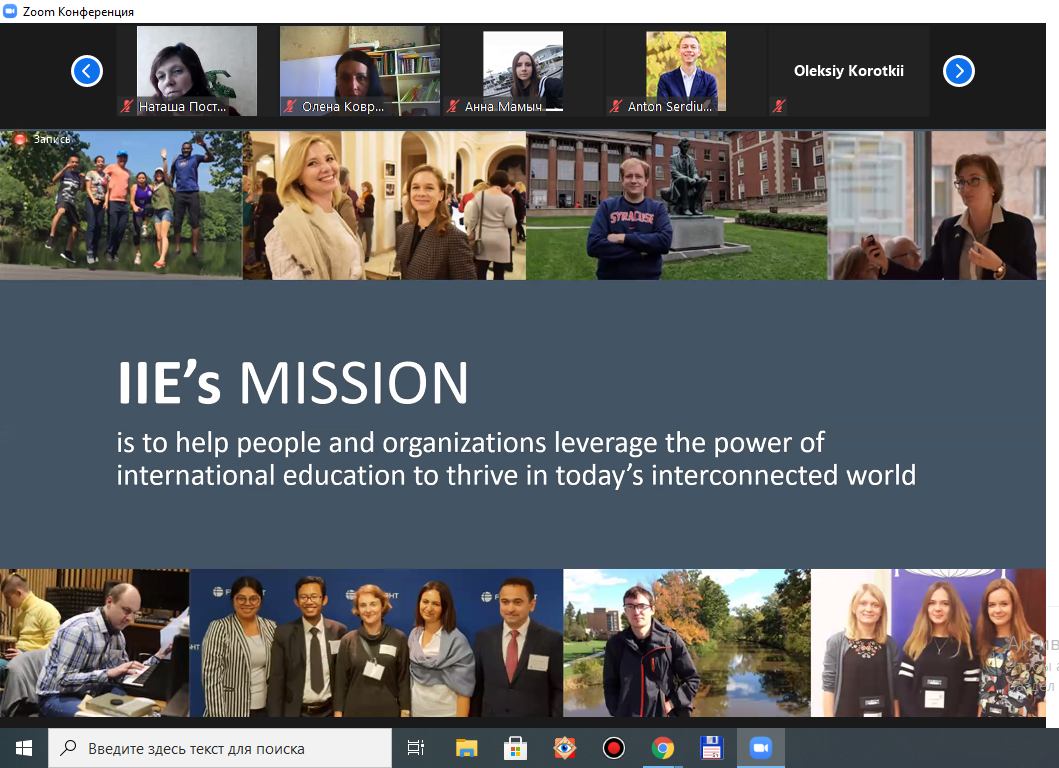 Zoom Конференция
Наташа Пост...
Олена Ковр...
Анна Мамыч
Anton Serdiu...
Oleksiy Korotkii
Запись
SYRACUSE
IIE's MISSION
is to help people and organizations leverage the power of
international education to thrive in today's interconnected world
Введите здесь текст для поиска